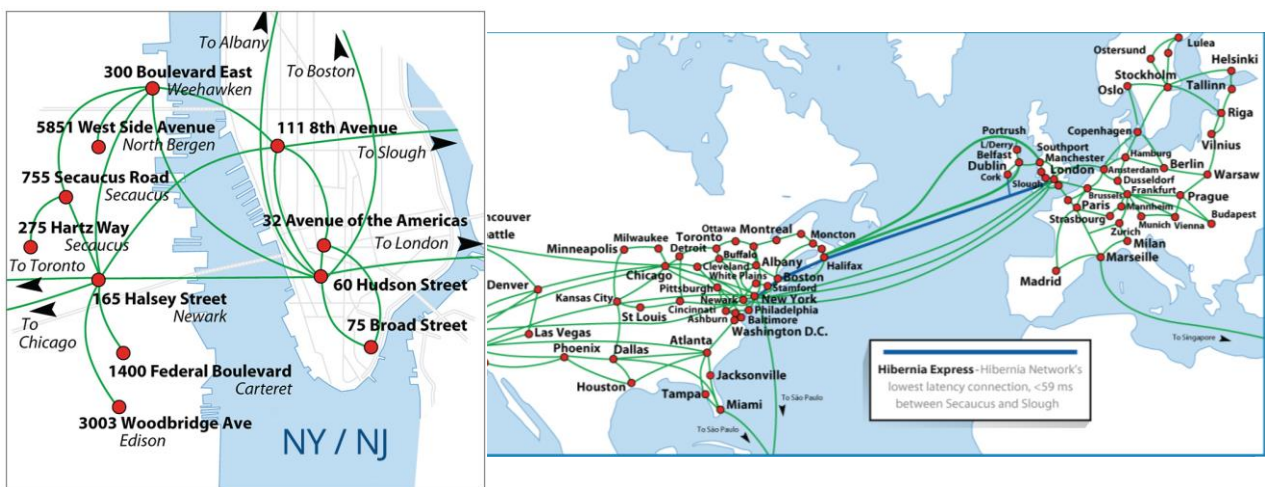 To Albany
To Boston
300 Boulevard East
Weehawken
5851 West Side Avenue
North Bergen
111 8th Avenue
To Slough
755 Secaucus Road
Secaucus
32 Avenue of the Americas
275 Hartz Way
Secaucus
To London
To Toronto
60 Hudson Street
165 Halsey Street
Newark
To
Chicago
75 Broad Street
1400 Federal Boulevard
Carteret
3003 Woodbridge Ave
Edison
NY / NJ
ncouver
attle
Denver
Las Vegas
Phoenix
Minneapolis
Milwaukee
Chicago
Kansas City
St Louis
Dallas
Houston
Toronto
Detroit
Ottawa
Montreal
Moncton
Halifax
Buffalo
Cleveland
Albany
White Plains
Boston
Stamford
Pittsburgh
Newark
New York
Cincinnati
Philadelphia
Ashburn
Baltimore
Washington D.C.
Atlanta
Jacksonville
Tampa
Miami
To São Paulo
To São Paulo
Portrush
L/Derry
Belfast
Dublin
Cork
Southport
Manchester
London
Slough
Ostersund
Lulea
Helsinki
Stockholm
Oslo
Tallinn
Riga
Copenhagen
Vilnius
Hamburg
Berlin
Amsterdam
Warsaw
Dusseldorf
Frankfurt
Brussels
Prague
Paris
Mannheim
Strasbourg
Munich
Vienna
Budapest
Zurich
Milan
Marseille
Madrid
To Singapore
Hibernia Express - Hibernia Network's
lowest latency connection, <59 ms
between Secaucus and Slough